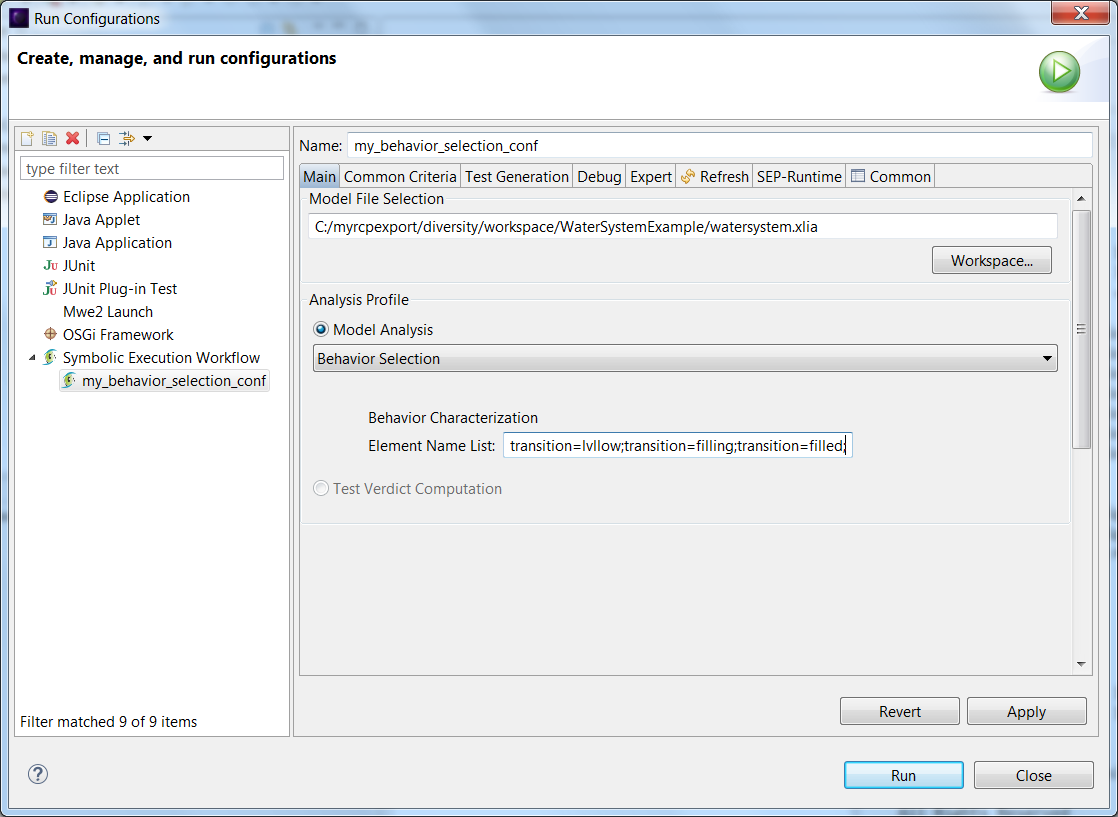 Run Configurations
Create, manage, and run configurations
type filter text
Eclipse Application
Java Applet
Java Application
Ju JUnit
Jü JUnit Plug-in Test
Mwe2 Launch
OSGi Framework
Symbolic Execution Workflow
my_behavior_selection_conf
Filter matched 9 of 9 items
Name: my_behavior_selection_conf
Main Common Criteria Test Generation Debug Expert Refresh SEP-Runtime Common
Model File Selection
C:/myrcpexport/diversity/workspace/WaterSystemExample/watersystem.xlia
Workspace...
Analysis Profile
Model Analysis
Behavior Selection
Behavior Characterization
Element Name List: transition=lvllow;transition=filling;transition=filled;
Test Verdict Computation
Revert Apply
?
Run Close